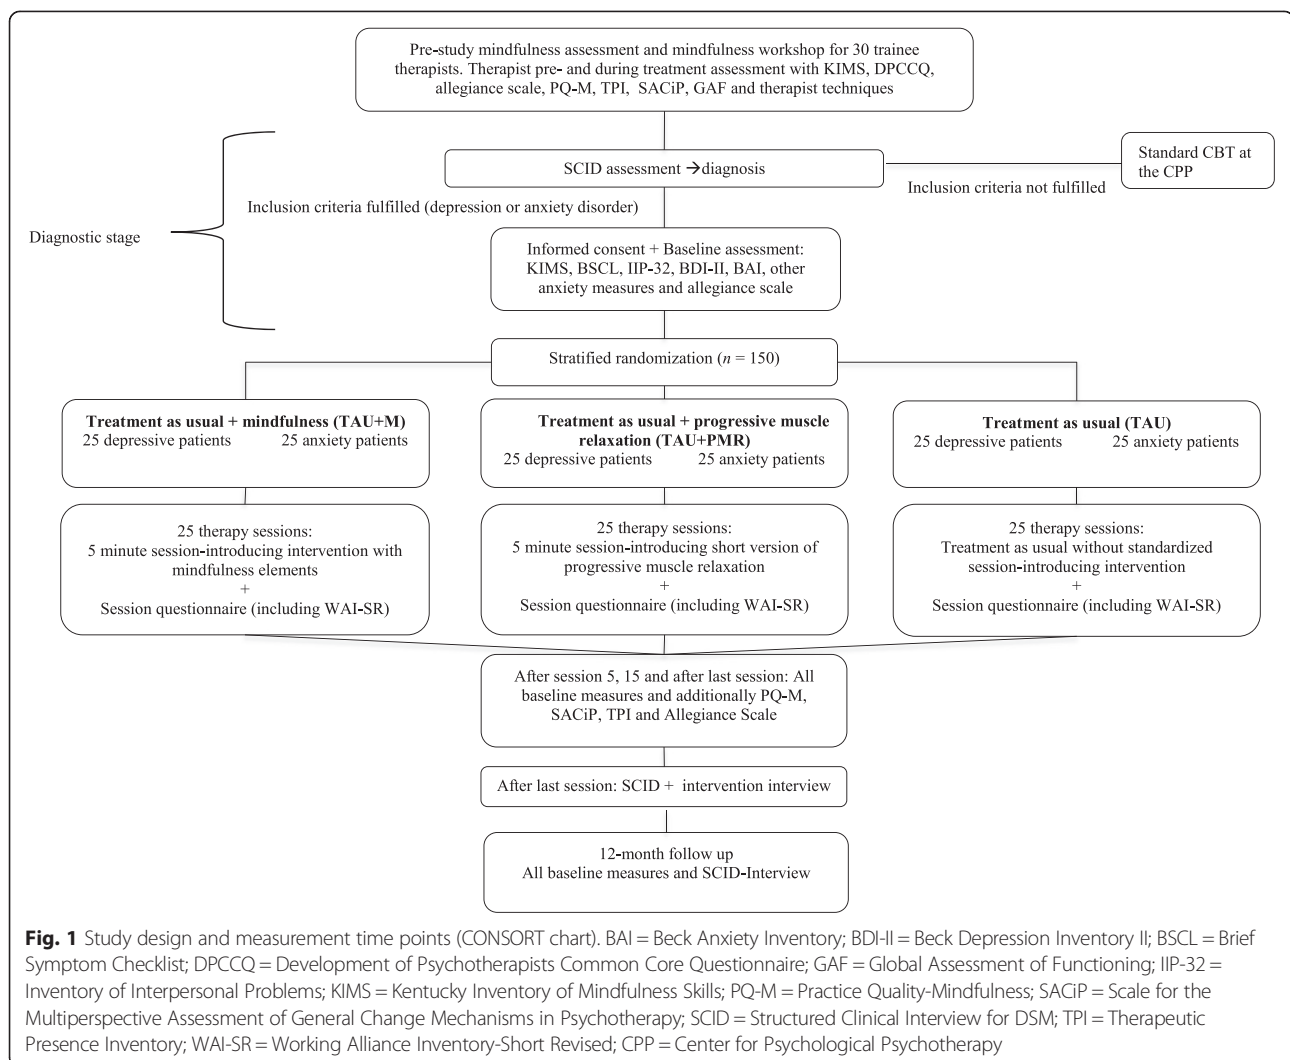 Pre-study mindfulness assessment and mindfulness workshop for 30 trainee
therapists. Therapist pre- and during treatment assessment with KIMS, DPCCQ,
allegiance scale, PQ-M, TPI, SACiP, GAF and therapist techniques
SCID assessment →diagnosis
Standard CBT at
the CPP
Inclusion criteria not fulfilled
Inclusion criteria fulfilled (depression or anxiety disorder)
Diagnostic stage
Informed consent + Baseline assessment:
KIMS, BSCL, IIP-32, BDI-II, BAI, other
anxiety measures and allegiance scale
Stratified randomization (n = 150)
Treatment as usual + mindfulness (TAU+M)
25 depressive patients 25 anxiety patients
Treatment as usual + progressive muscle
relaxation (TAU+PMR)
25 depressive patients 25 anxiety patients
Treatment as usual (TAU)
25 depressive patients 25 anxiety patients
25 therapy sessions:
5 minute session-introducing intervention with
mindfulness elements
+
Session questionnaire (including WAI-SR)
25 therapy sessions:
5 minute session-introducing short version of
progressive muscle relaxation
+
Session questionnaire (including WAI-SR)
25 therapy sessions:
Treatment as usual without standardized
session-introducing intervention
+
Session questionnaire (including WAI-SR)
After session 5, 15 and after last session: All
baseline measures and additionally PQ-M,
SACiP, TPI and Allegiance Scale
After last session: SCID + intervention interview
12-month follow up
All baseline measures and SCID-Interview
Fig. 1 Study design and measurement time points (CONSORT chart). BAI = Beck Anxiety Inventory; BDI-II = Beck Depression Inventory II; BSCL = Brief
Symptom Checklist; DPCCQ = Development of Psychotherapists Common Core Questionnaire; GAF = Global Assessment of Functioning; IIP-32 =
Inventory of Interpersonal Problems; KIMS = Kentucky Inventory of Mindfulness Skills; PQ-M = Practice Quality-Mindfulness; SACiP = Scale for the
Multiperspective Assessment of General Change Mechanisms in Psychotherapy; SCID = Structured Clinical Interview for DSM; TPI = Therapeutic
Presence Inventory; WAI-SR = Working Alliance Inventory-Short Revised; CPP = Center for Psychological Psychotherapy